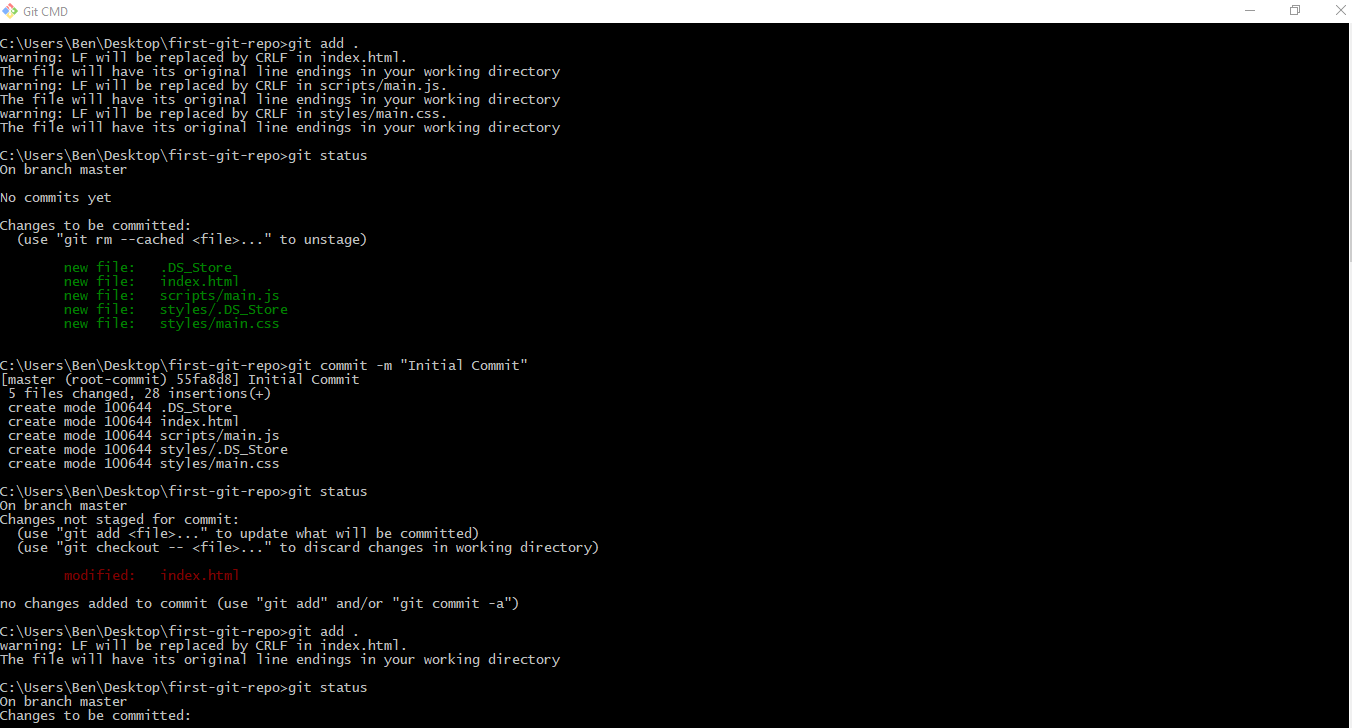 Git CMD
C:\Users\Ben\Desktop\first-git-repo>git add .
warning: LF will be replaced by CRLF in index.html.
The file will have its original line endings in your working directory
warning: LF will be replaced by CRLF in scripts/main.js.
The file will have its original line endings in your working directory
warning: LF will be replaced by CRLF in styles/main.css.
The file will have its original line endings in your working directory
C:\Users\Ben\Desktop\first-git-repo>git status
On branch master
No commits yet
Changes to be committed:
  (use "git rm --cached <file>..." to unstage)
        new file:   .DS_Store
        new file:   index.html
        new file:   scripts/main.js
        new file:   styles/.DS_Store
        new file:   styles/main.css
C:\Users\Ben\Desktop\first-git-repo>git commit -m "Initial Commit"
[master (root-commit) 55fa8d8] Initial Commit
 5 files changed, 28 insertions(+)
 create mode 100644 .DS_Store
 create mode 100644 index.html
 create mode 100644 scripts/main.js
 create mode 100644 styles/.DS_Store
 create mode 100644 styles/main.css
C:\Users\Ben\Desktop\first-git-repo>git status
On branch master
Changes not staged for commit:
  (use "git add <file>..." to update what will be committed)
  (use "git checkout -- <file>..." to discard changes in working directory)
        modified:   index.html
no changes added to commit (use "git add" and/or "git commit -a")
C:\Users\Ben\Desktop\first-git-repo>git add .
warning: LF will be replaced by CRLF in index.html.
The file will have its original line endings in your working directory
C:\Users\Ben\Desktop\first-git-repo>git status
On branch master
Changes to be committed: